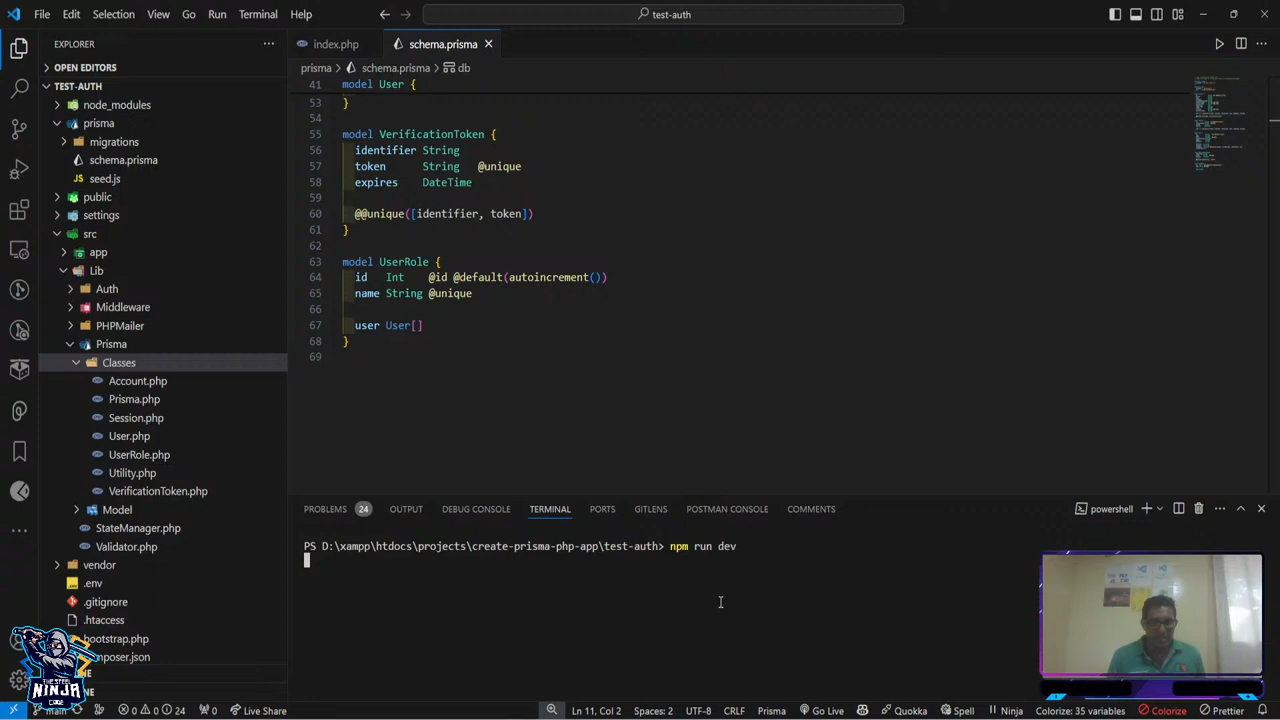 File Edit Selection View Go Run Terminal Help
test-auth
EXPLORER
OPEN EDITORS
TEST-AUTH
node_modules
prisma
migrations
schema.prisma
seed.js
public
settings
src
app
Lib
Auth
Middleware
PHPMailer
Prisma
Classes
Account.php
Prisma.php
Session.php
User.php
UserRole.php
Utility.php
VerificationToken.php
Model
StateManager.php
Validator.php
vendor
.env
.gitignore
.htaccess
bootstrap.php
composer.json
index.php
schema.prisma
prisma > schema.prisma > db
41 model User {
53 }
54
55 model VerificationToken {
56 identifier String
57 token String @unique
58 expires DateTime
59
60 @@unique([identifier, token])
61 }
62
63 model UserRole {
64 id Int @id @default(autoincrement())
65 name String @unique
66
67 user User[]
68 }
69
PROBLEMS 24 OUTPUT DEBUG CONSOLE TERMINAL PORTS GITLENS POSTMAN CONSOLE COMMENTS
powershell
PS D:\xampp\htdocs\projects\create-prisma-php-app\test-auth> npm run dev
THE STEEL
NINJA
CODE
main 0 0 24 0 Live Share
Ln 11, Col 2 Spaces: 2 UTF-8 CRLF Prisma Go Live Quokka Spell Ninja Colorize: 35 variables Colorize Prettier